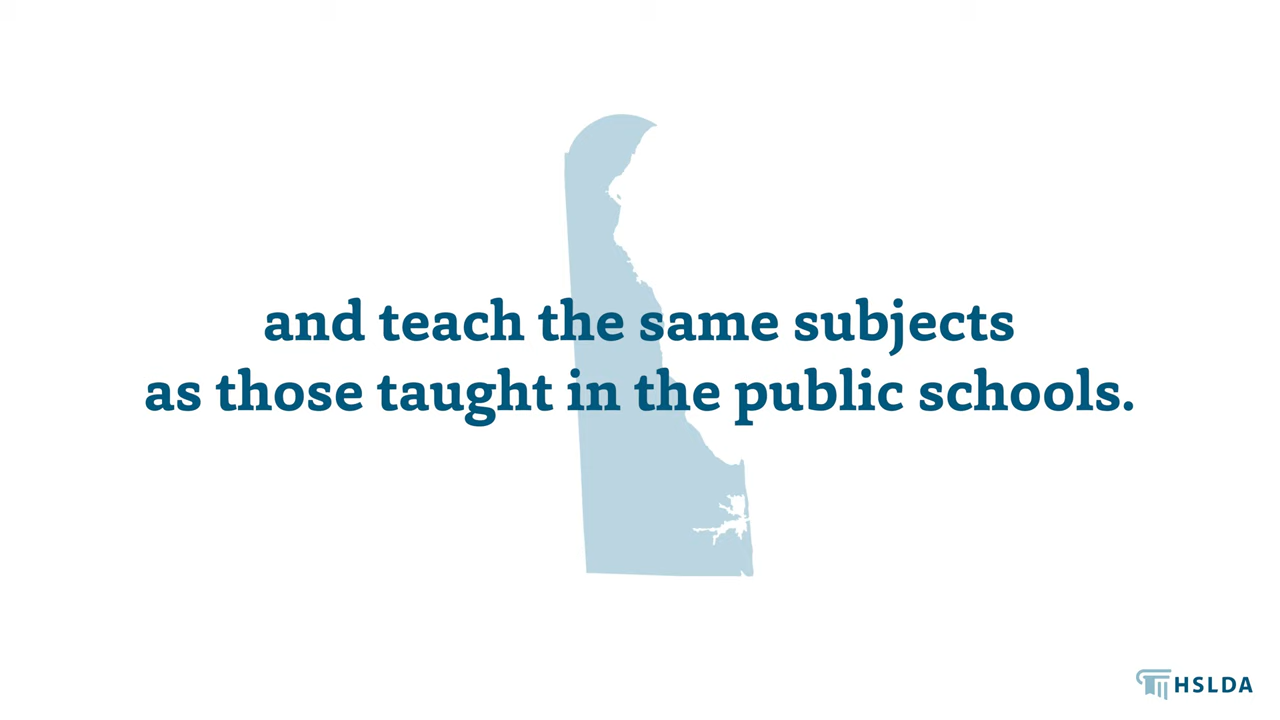 and teach the same subjects
as those taught in the public schools.
HSLDA